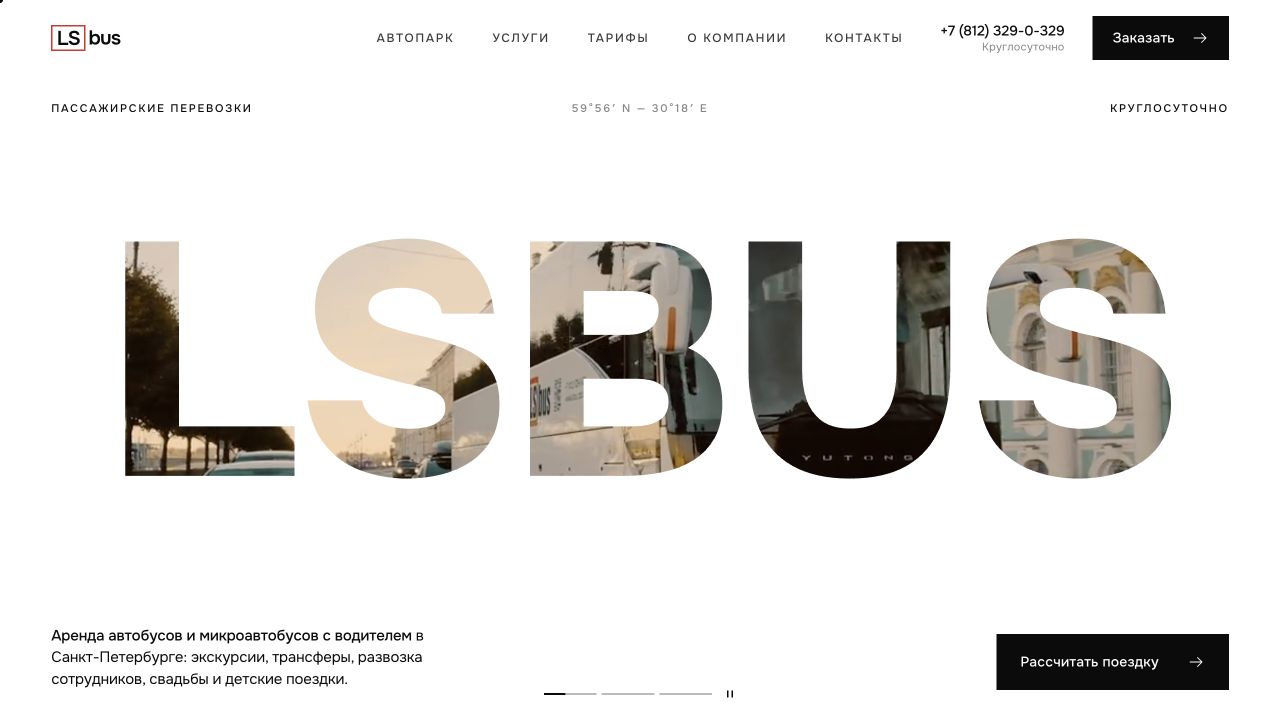 LS bus
АВТОПАРК
УСЛУГИ
ТАРИФЫ
О КОМПАНИИ
КОНТАКТЫ
+7 (812) 329-0-329
Круглосуточно
Заказать
ПАССАЖИРСКИЕ ПЕРЕВОЗКИ
59°56′ N — 30°18′ E
КРУГЛОСУТОЧНО
LSBUS
LSbus
YUTONG
Аренда автобусов и микроавтобусов с водителем в
Санкт-Петербурге: экскурсии, трансферы, развозка
сотрудников, свадьбы и детские поездки.
Рассчитать поездку